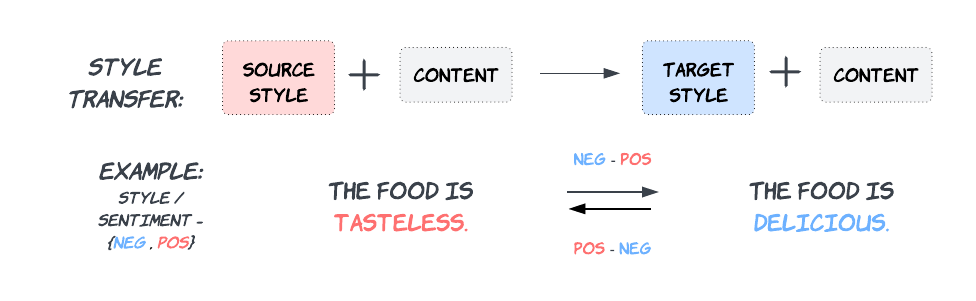 STYLE
TRANSFER:
SOURCE
STYLE
+
CONTENT
TARGET
STYLE
+
CONTENT
EXAMPLE:
STYLE /
SENTIMENT -
{NEG , POS}
THE FOOD IS
TASTELESS.
NEG - POS
POS - NEG
THE FOOD IS
DELICIOUS.